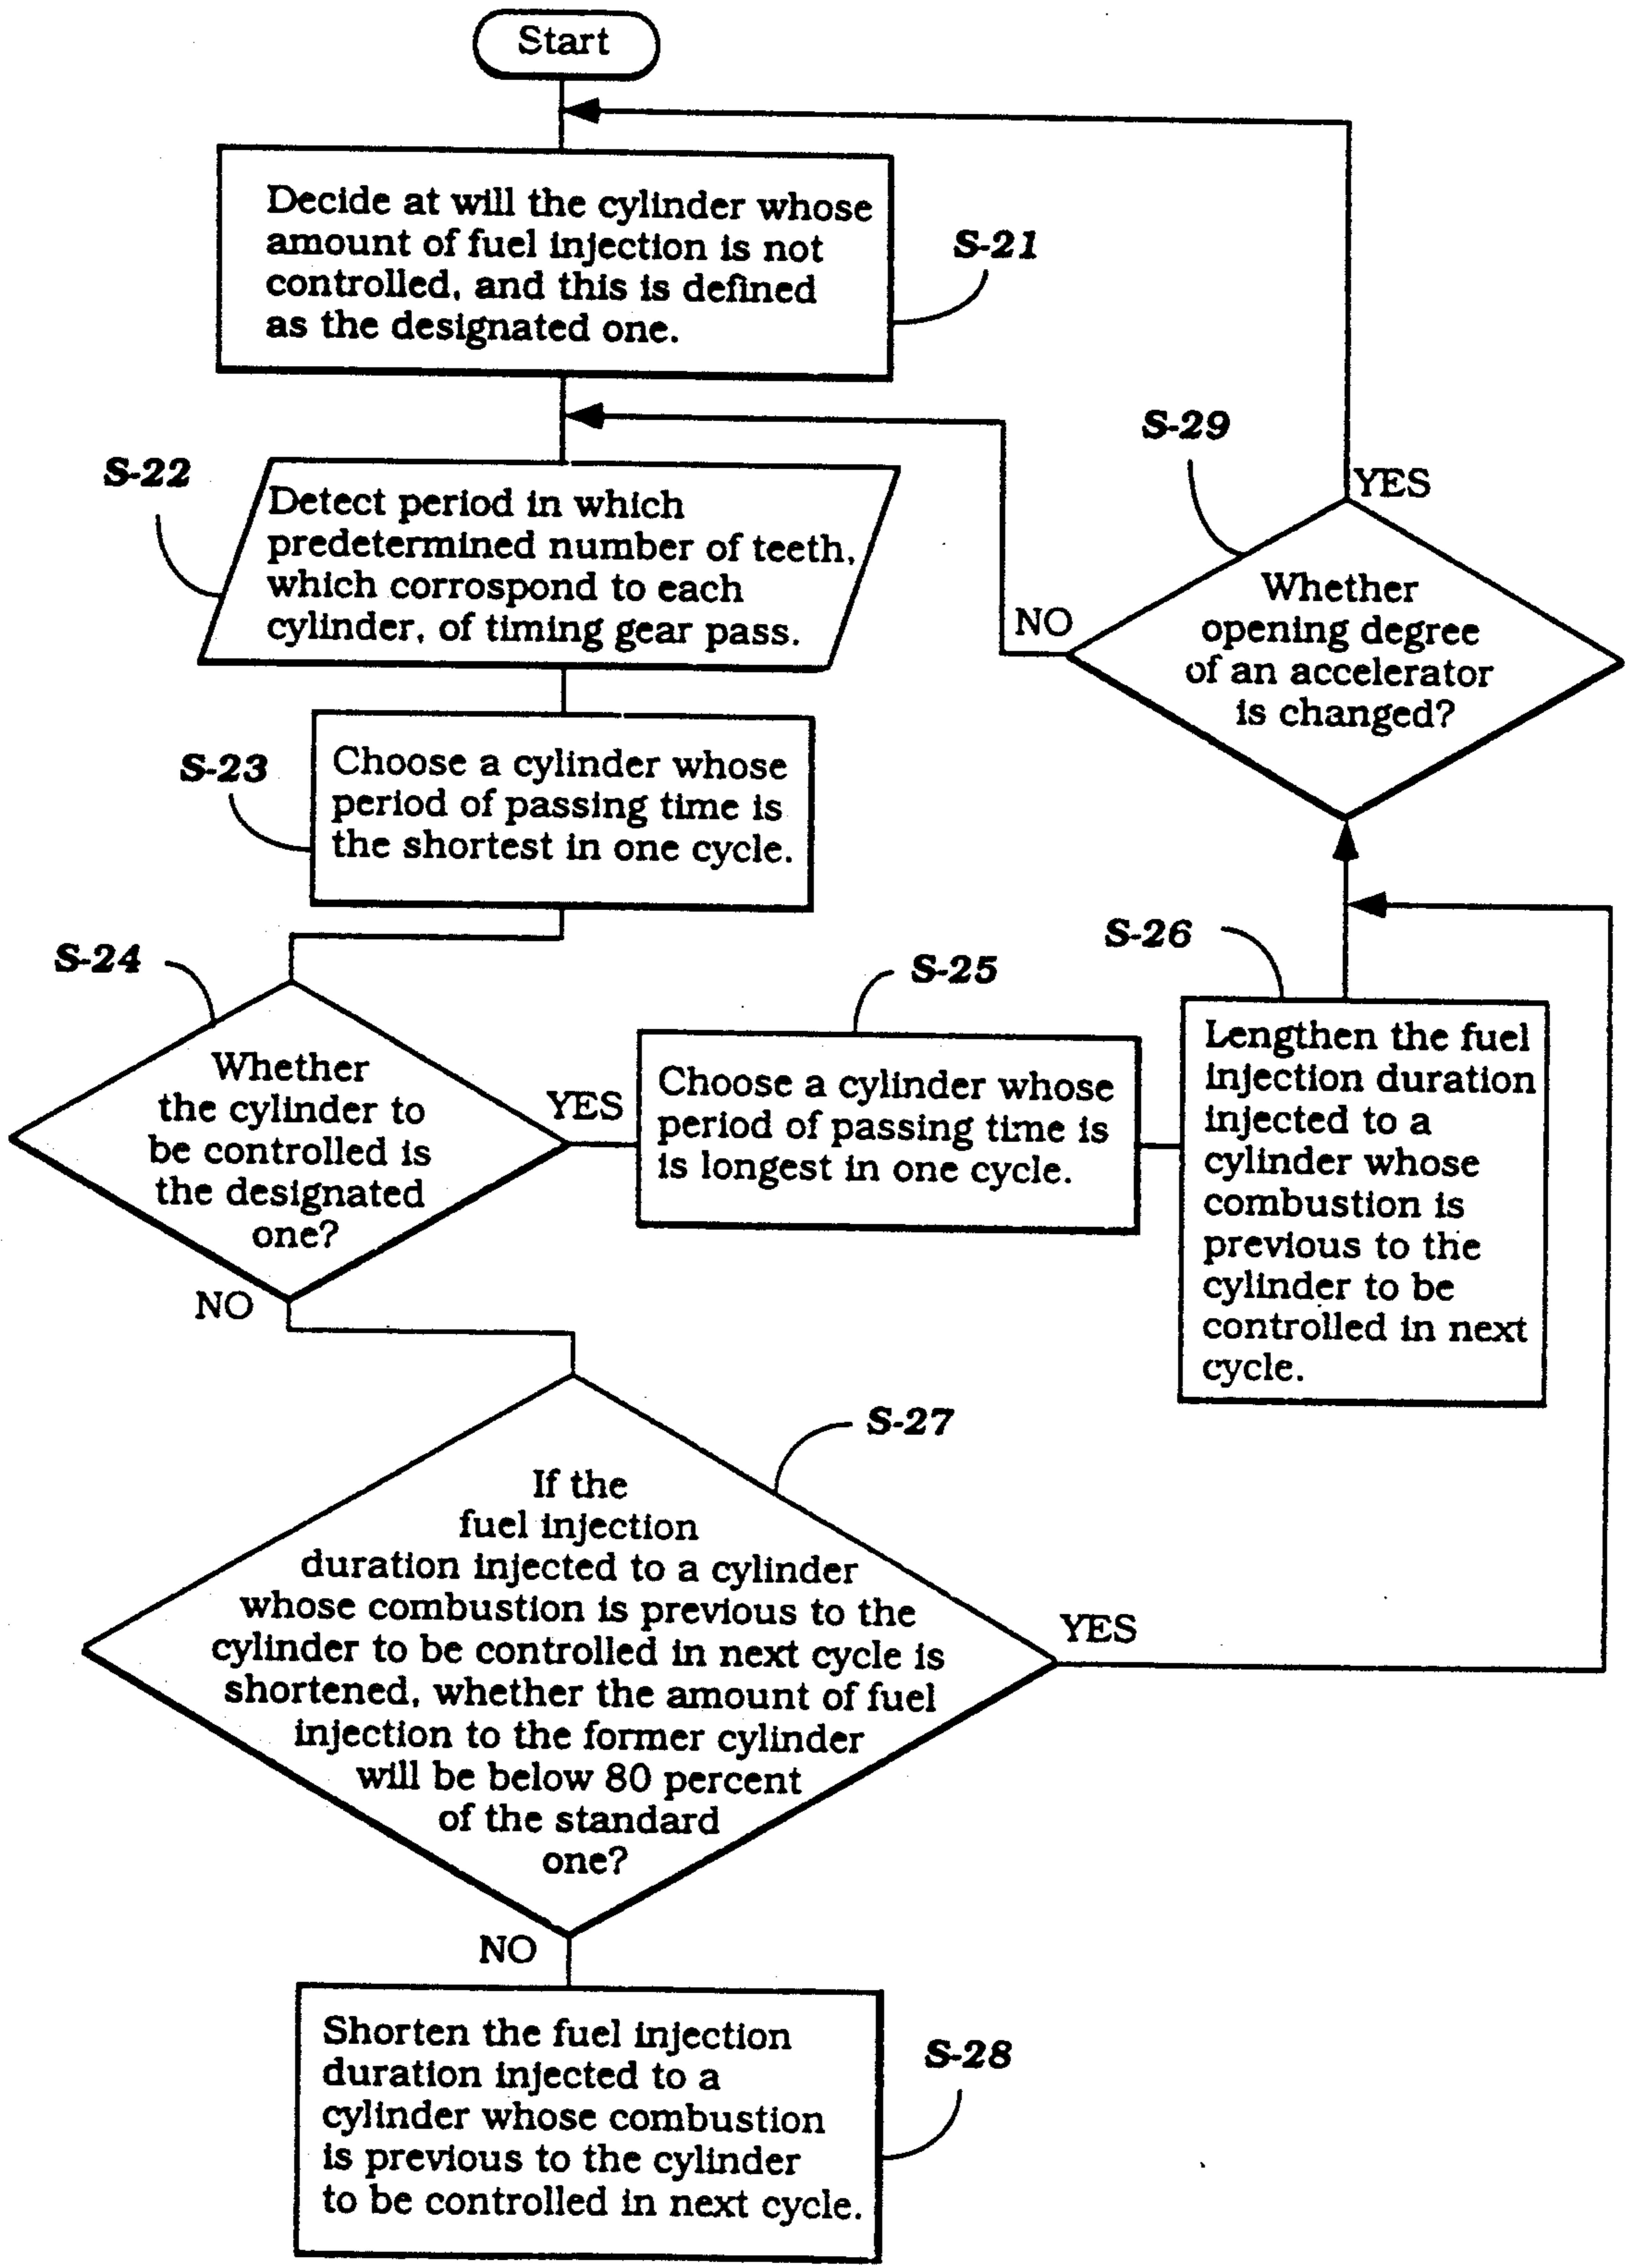 Start
Decide at will the cylinder whose
amount of fuel injection is not
controlled, and this is defined
as the designated one.
S-21
S-22
Detect period in which
predetermined number of teeth,
which corrospond to each
cylinder, of timing gear pass.
S-29
YES
NO
Whether
opening degree
of an accelerator
is changed?
S-23
Choose a cylinder whose
period of passing time is
the shortest in one cycle.
S-24
Whether
the cylinder to
be controlled is
the designated
one?
YES
NO
S-25
Choose a cylinder whose
period of passing time is
is longest in one cycle.
S-26
Lengthen the fuel
injection duration
injected to a
cylinder whose
combustion is
previous to the
cylinder to be
controlled in next
cycle.
S-27
If the
fuel injection
duration injected to a cylinder
whose combustion is previous to the
cylinder to be controlled in next cycle is
shortened, whether the amount of fuel
injection to the former cylinder
will be below 80 percent
of the standard
one?
YES
NO
Shorten the fuel injection
duration injected to a
cylinder whose combustion
is previous to the cylinder
to be controlled in next cycle.
S-28